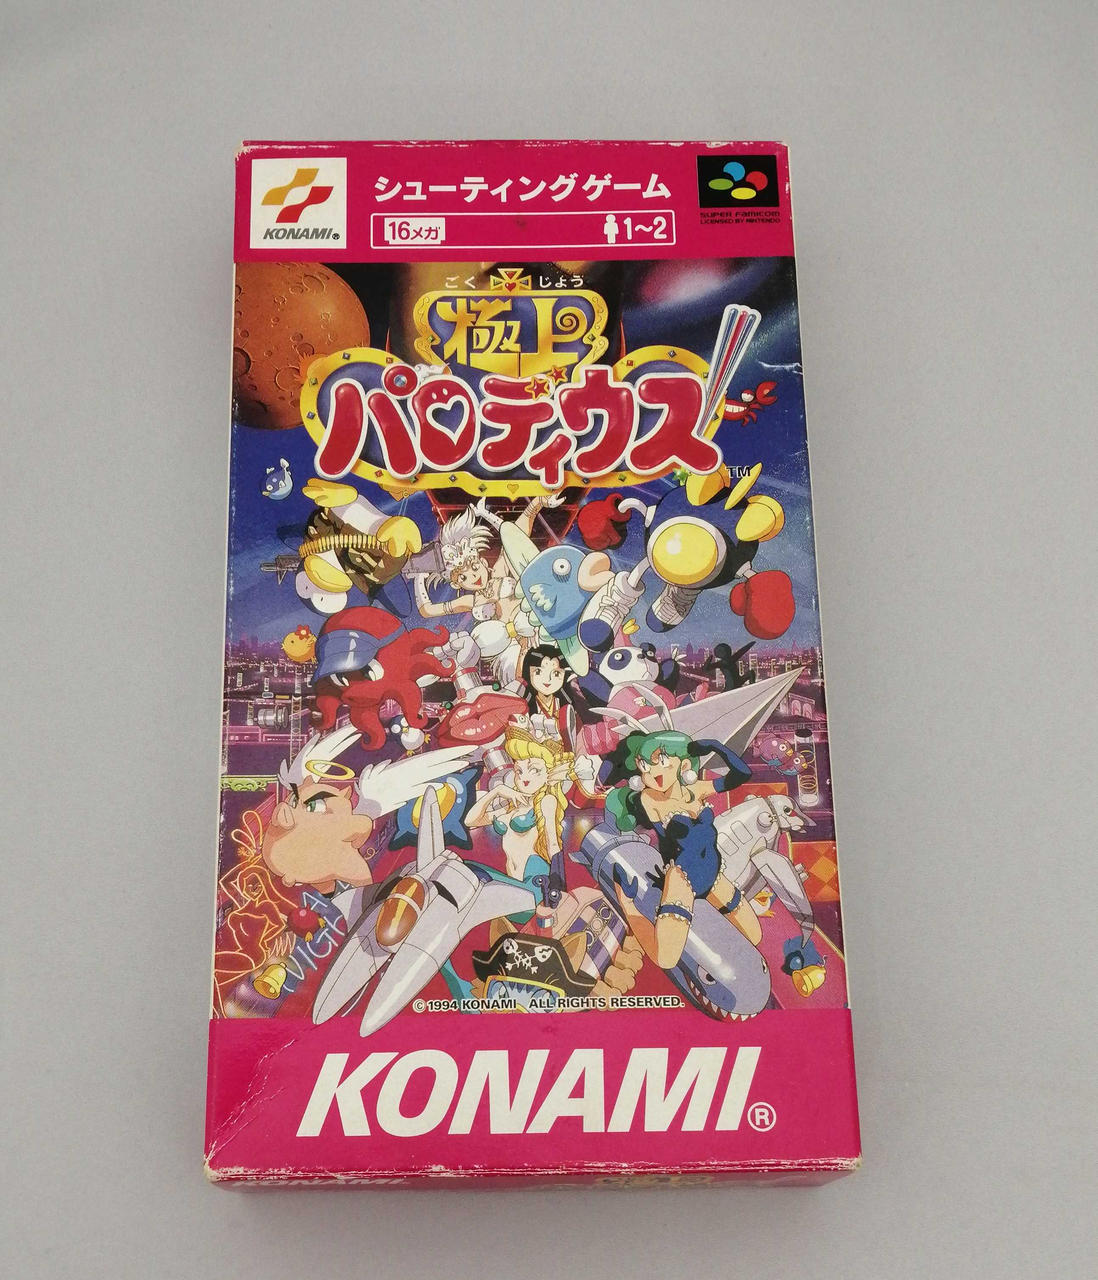 KONAMI®
シューティングゲーム
16メガ
1~2
SUPER FAMICOM
LICENSED BY NINTENDO
ごく じょう
極上
パロディウス
TM
© 1994 KONAMI ALL RIGHTS RESERVED.
KONAMI®
KONAMI